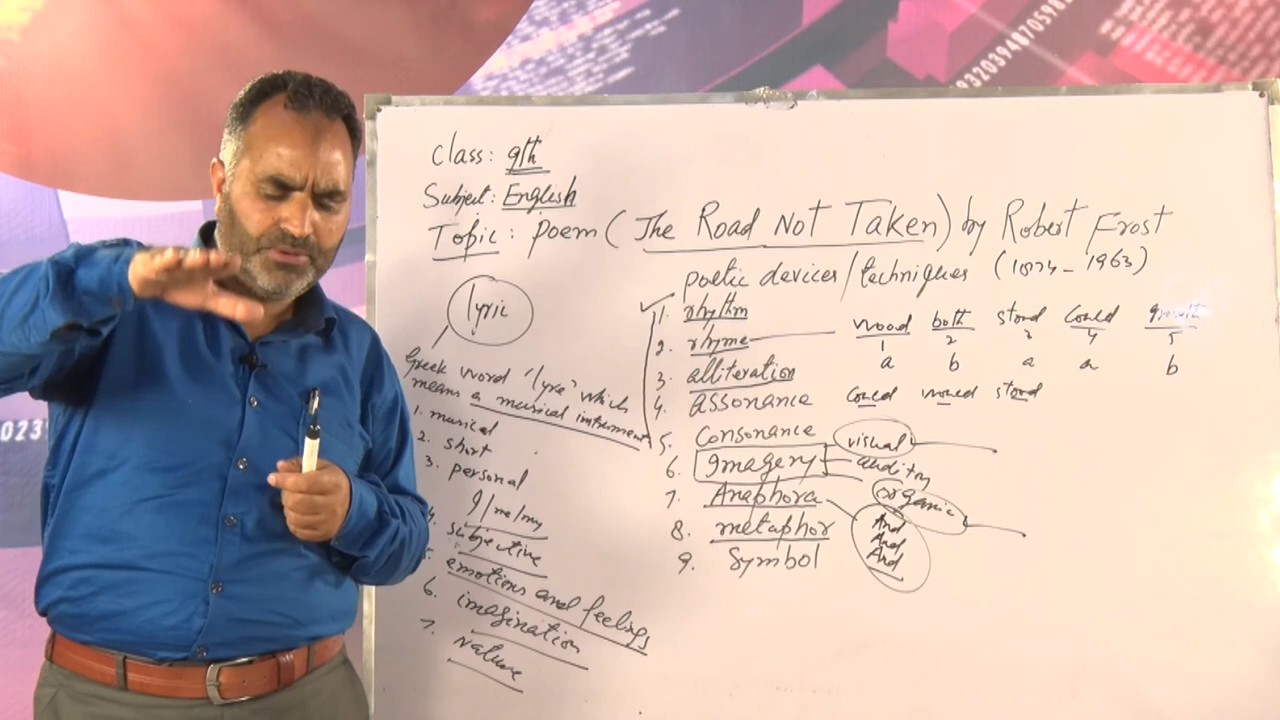 93203948705982
Class: 9th
Subject: English
Topic: Poem (The Road Not Taken) by Robert Frost
poetic devices/techniques (1874-1963)
lyric
Greek word 'lyre' which
means a musical instrument
1. musical
2. short
3. personal
I/me/my
4. subjective
5. emotions and feelings
6. imagination
7. Nature
1. rhythm
2. rhyme wood both stood could growth
1 2 3 4 5
3. alliteration a b a a b
4. assonance could would stood
5. Consonance visual
6. Imagery auditry
organic
7. Anaphora And
8. metaphor And
9. Symbol And
023